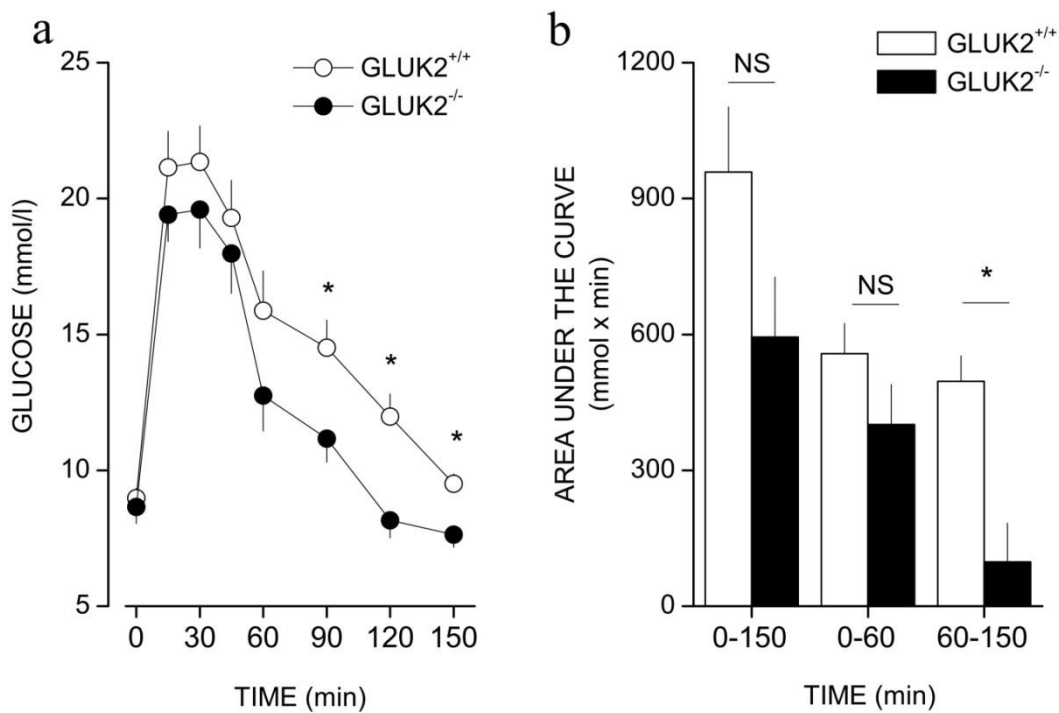 a
25
20
15
10
5
GLUCOSE (mmol/l)
GLUK2+/+
GLUK2-/-
*
*
*
0 30 60 90 120 150
TIME (min)
b
1200
900
600
300
0
AREA UNDER THE CURVE
(mmol x min)
GLUK2+/+
GLUK2-/-
NS
NS
*
0-150 0-60 60-150
TIME (min)